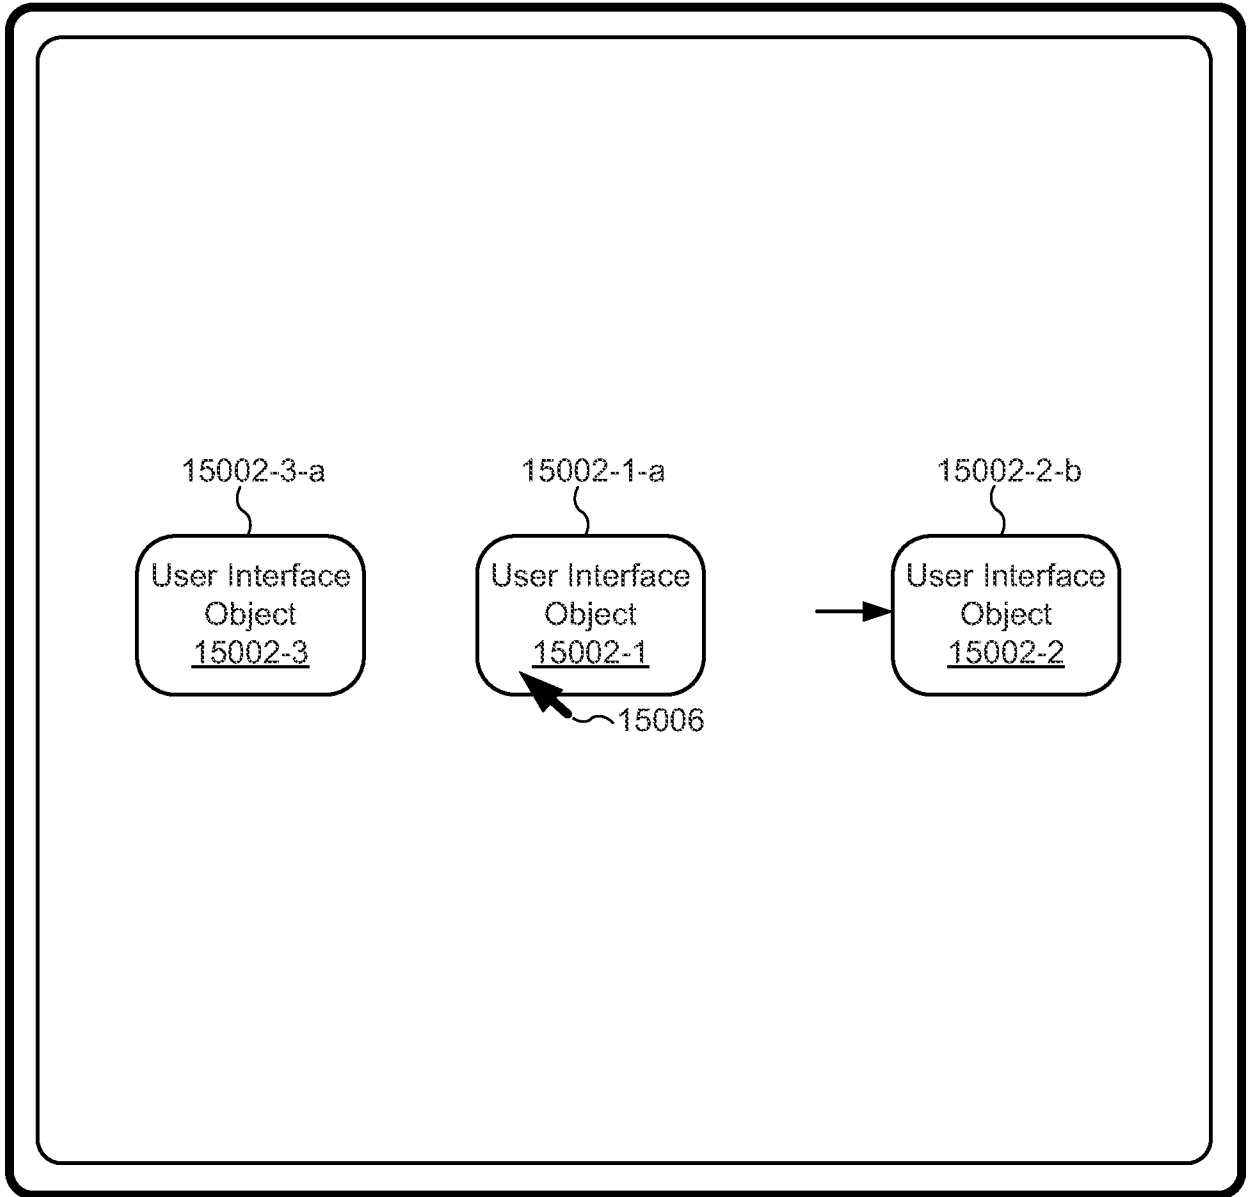 15002-3-a
15002-1-a
15002-2-b
User Interface
Object
15002-3
User Interface
Object
15002-1
User Interface
Object
15002-2
15006